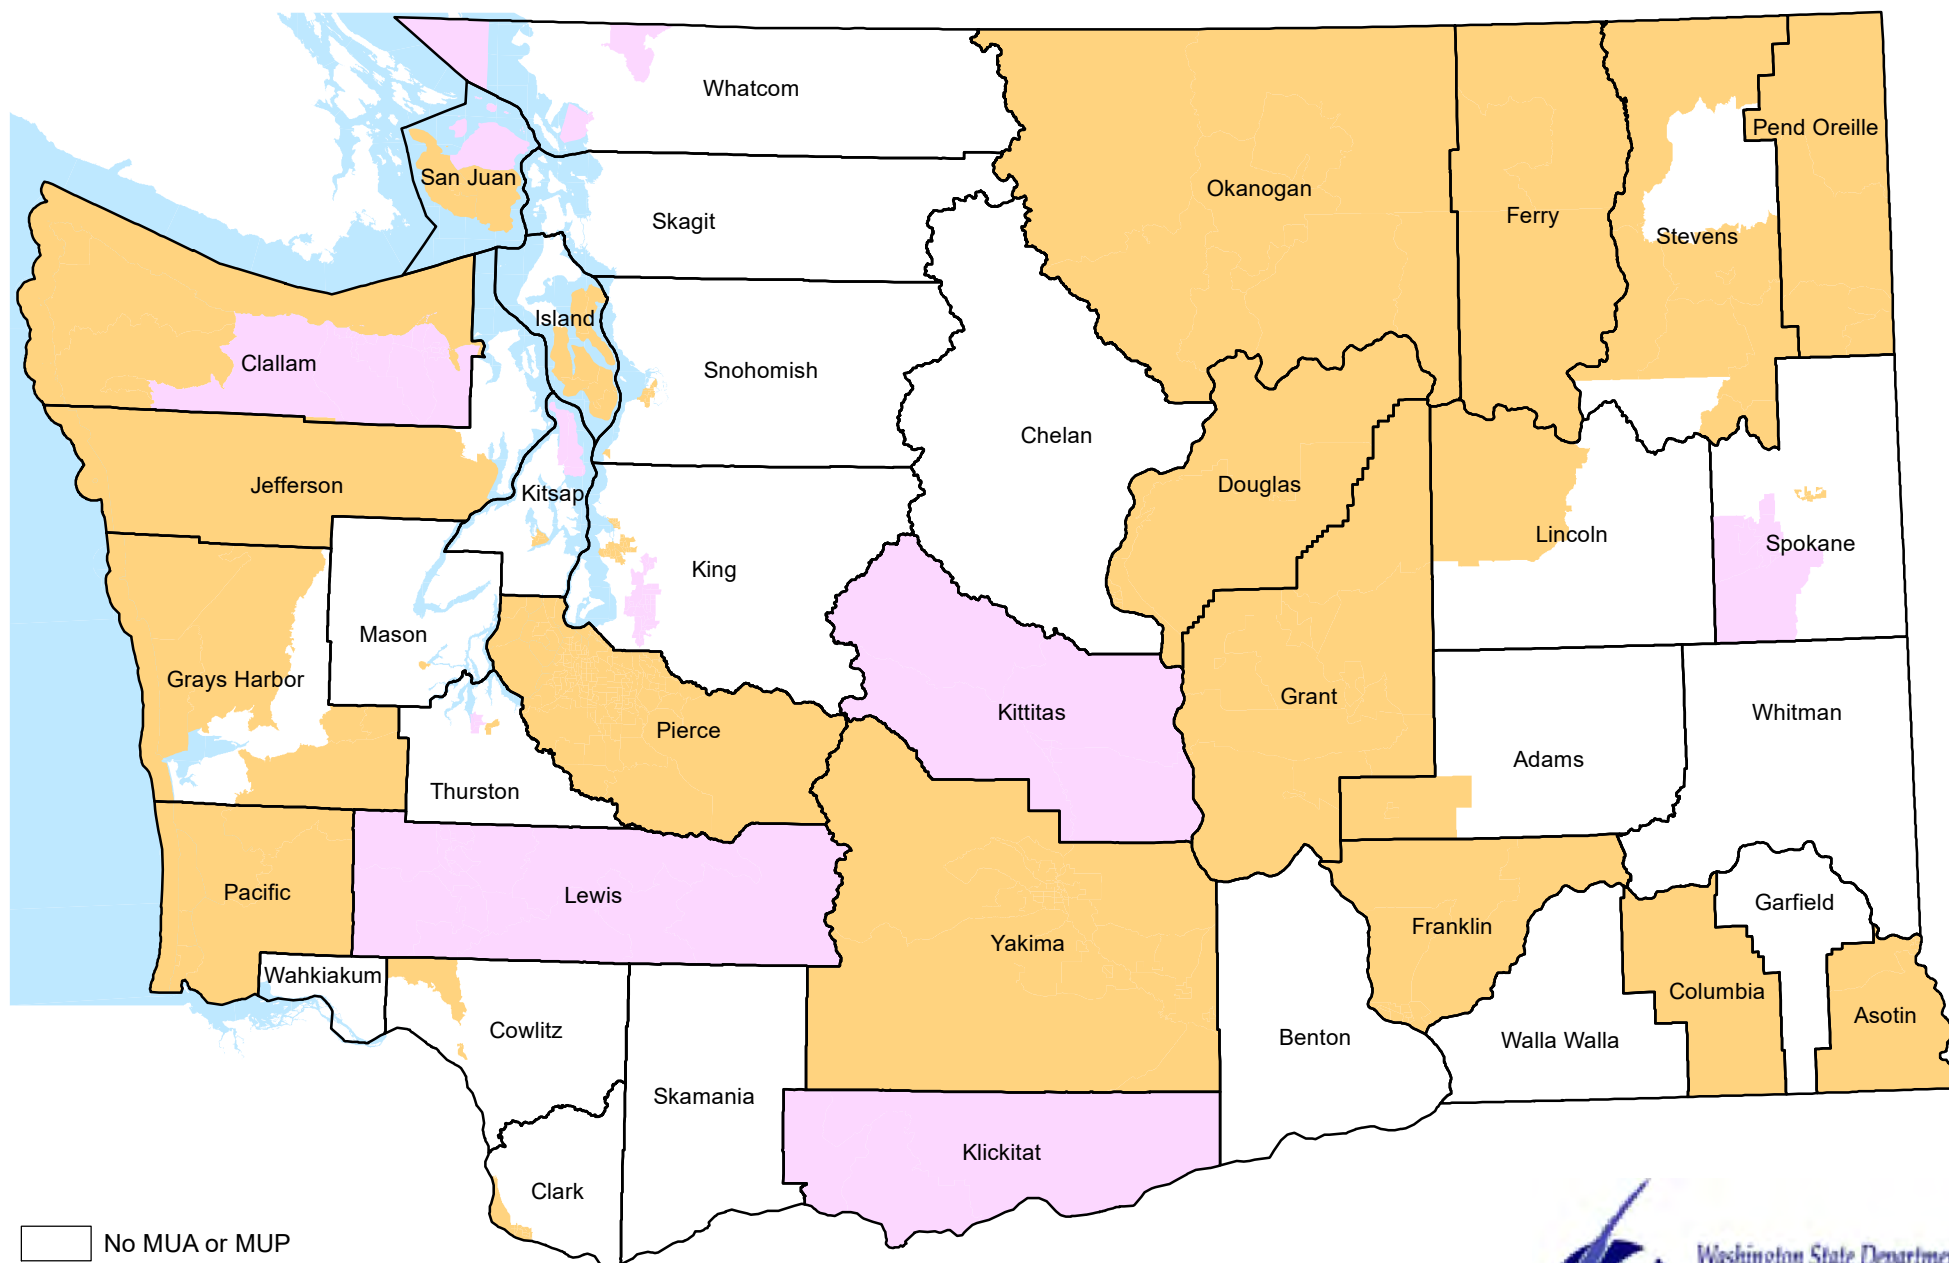 Whatcom
Pend Oreille
San Juan
Okanogan
Skagit
Ferry
Stevens
Island
Clallam
Snohomish
Chelan
Jefferson
Kitsap
Douglas
Lincoln
Spokane
King
Mason
Grays Harbor
Grant
Kittitas
Whitman
Pierce
Adams
Thurston
Pacific
Lewis
Garfield
Franklin
Yakima
Wahkiakum
Columbia
Asotin
Cowlitz
Benton
Walla Walla
Skamania
Klickitat
Clark
No MUA or MUP
Washington State